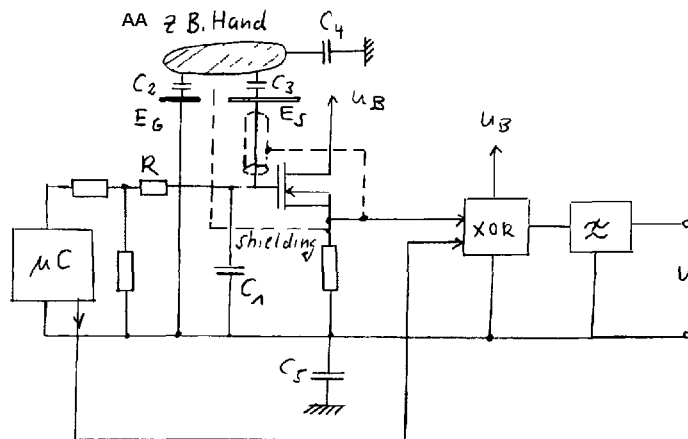 AA z B. Hand
C4
C2
C3
EG
ES
UB
R
UB
XOR
μC
shielding
C1
U
C5